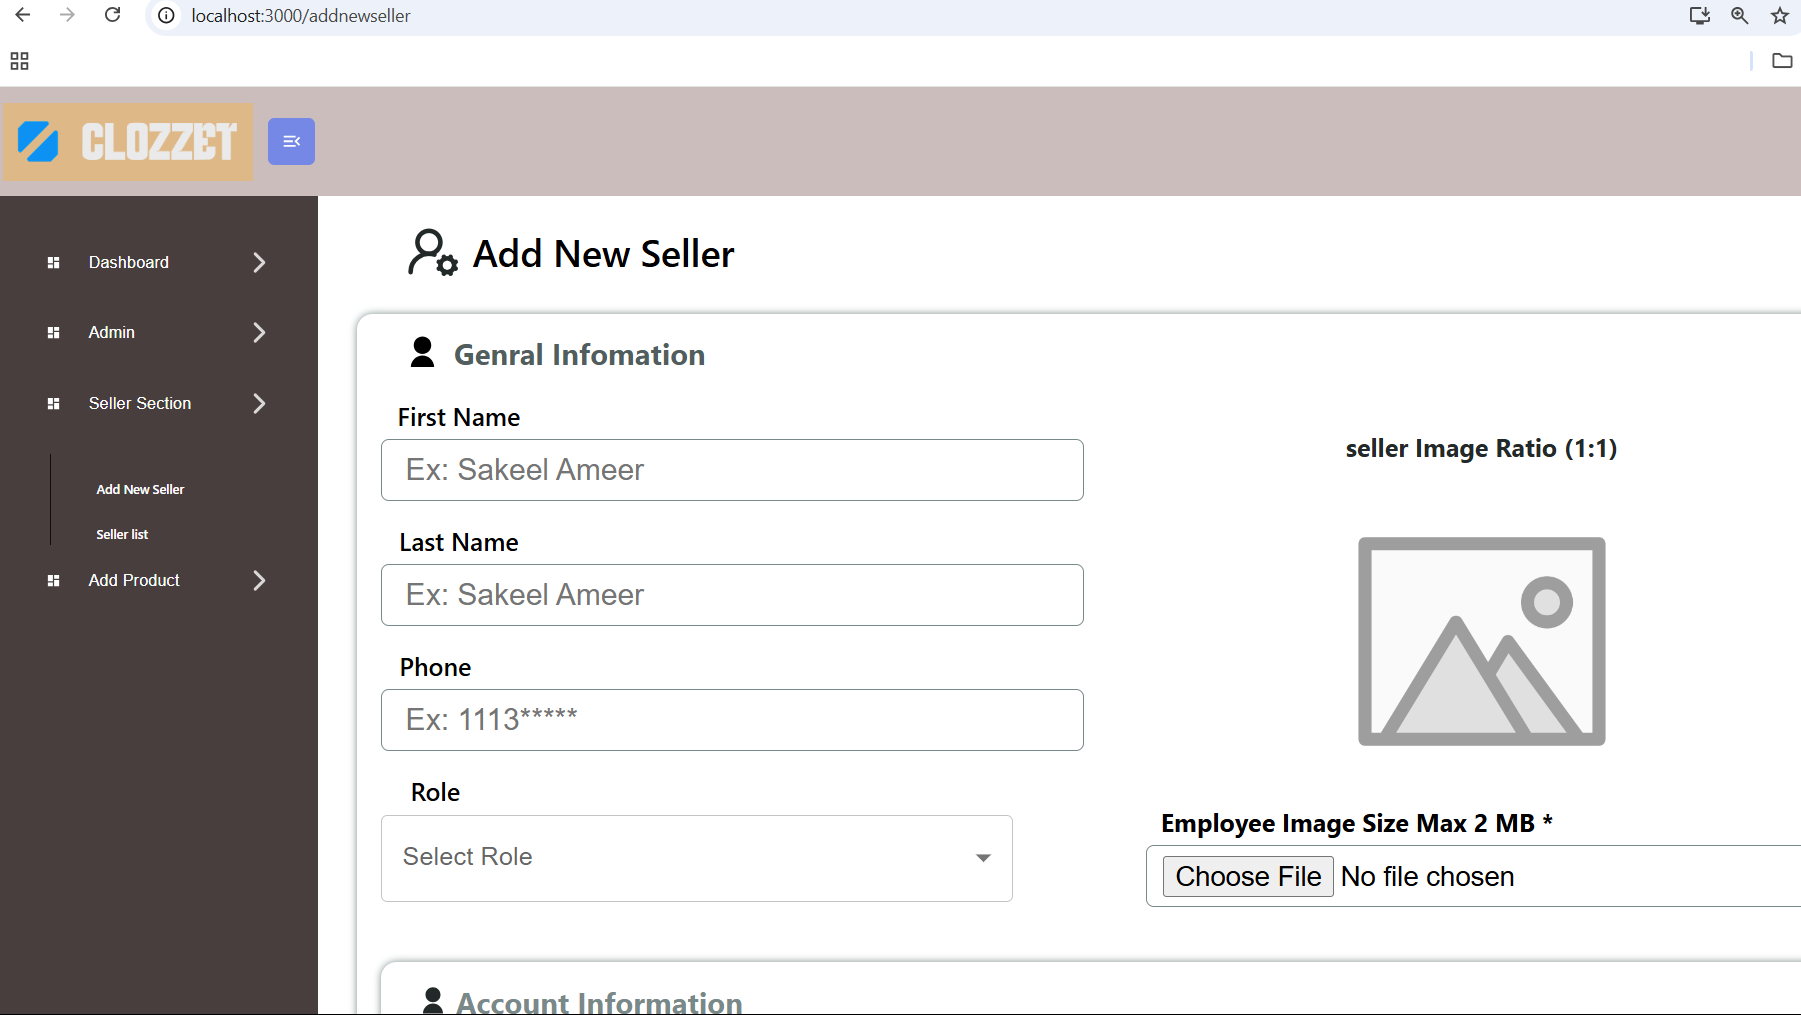 localhost:3000/addnewseller
CLOZZET
Dashboard
Admin
Seller Section
Add New Seller
Seller list
Add Product
Add New Seller
Genral Infomation
First Name
Ex: Sakeel Ameer
Last Name
Ex: Sakeel Ameer
Phone
Ex: 1113*****
Role
Select Role
seller Image Ratio (1:1)
Employee Image Size Max 2 MB *
Choose File No file chosen
Account Information